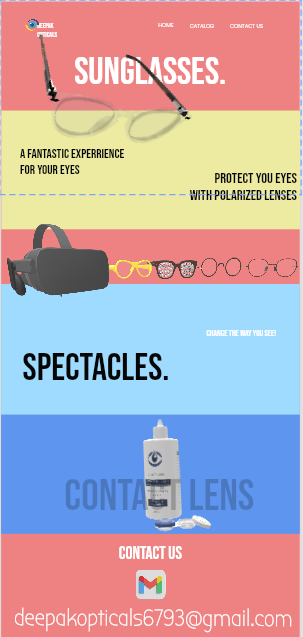 DEEPAK
OPTICALS
HOME
CATALOG
CONTACT US
SUNGLASSES.
A FANTASTIC EXPERRIENCE
FOR YOUR EYES
PROTECT YOU EYES
WITH POLARIZED LENSES
CHANGE THE WAY YOU SEE!
SPECTACLES.
CONTACT LENS
CONTACT US
deepakopticals6793@gmail.com